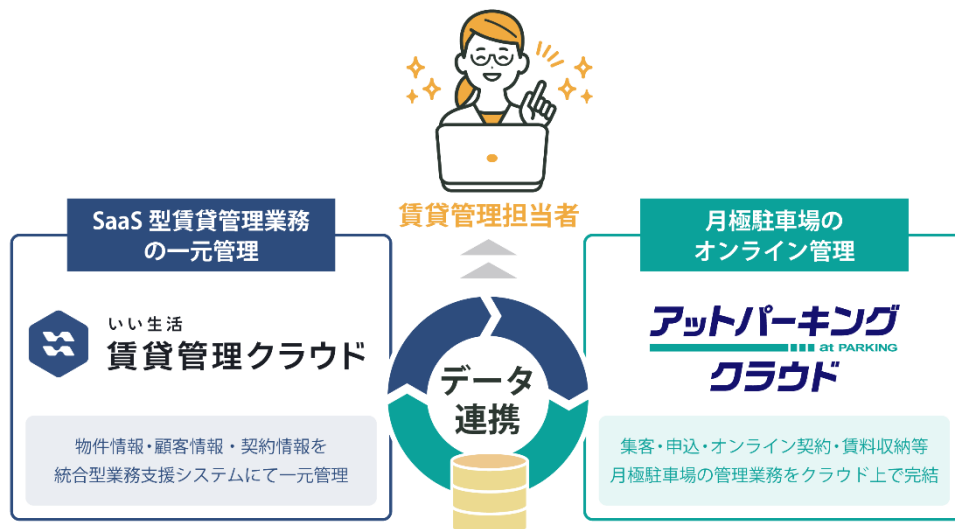 賃貸管理担当者
SaaS 型賃貸管理業務
の一元管理
いい生活
賃貸管理クラウド
物件情報・顧客情報・契約情報を
統合型業務支援システムにて一元管理
データ
連携
月極駐車場の
オンライン管理
アットパーキング
at PARKING
クラウド
集客・申込・オンライン契約・賃料収納等
月極駐車場の管理業務をクラウド上で完結